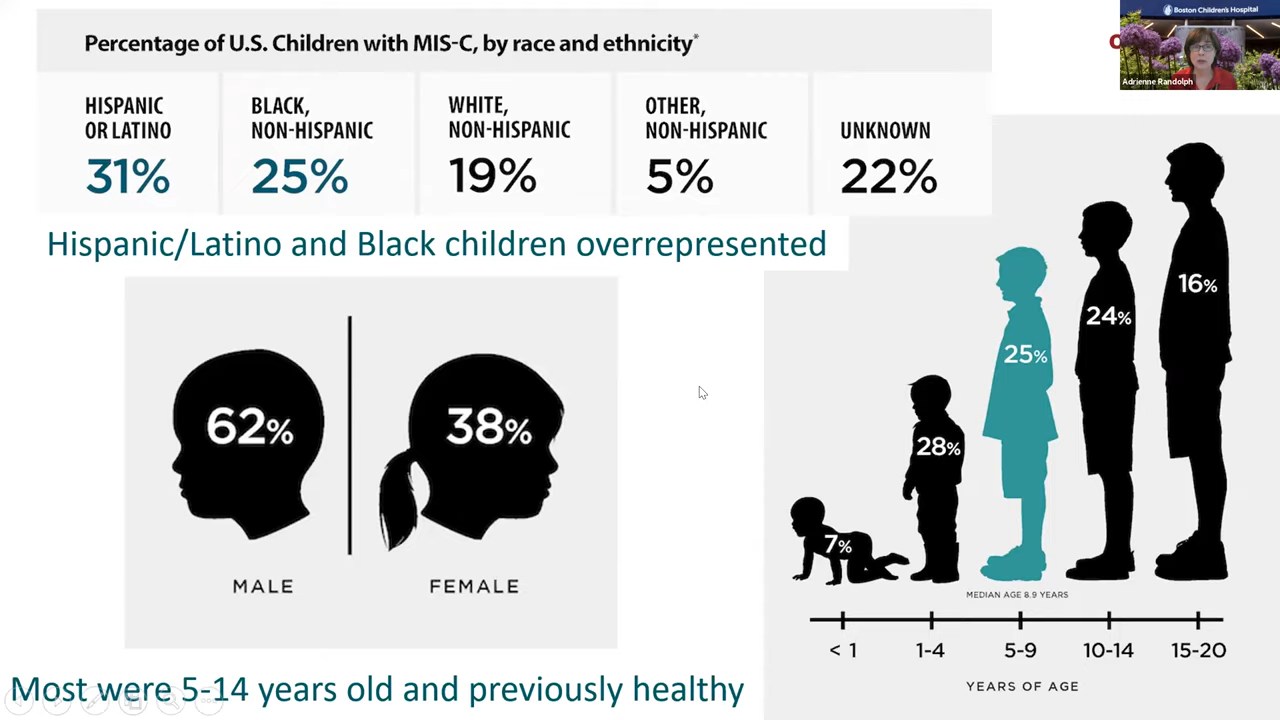 Percentage of U.S. Children with MIS-C, by race and ethnicity*
HISPANIC
OR LATINO
31%
BLACK,
NON-HISPANIC
25%
WHITE,
NON-HISPANIC
19%
OTHER,
NON-HISPANIC
5%
UNKNOWN
22%
Boston Children's Hospital
Adrienne Randolph
Hispanic/Latino and Black children overrepresented
62%
MALE
38%
FEMALE
7%
28%
25%
24%
16%
MEDIAN AGE 8.9 YEARS
< 1 1-4 5-9 10-14 15-20
YEARS OF AGE
Most were 5-14 years old and previously healthy